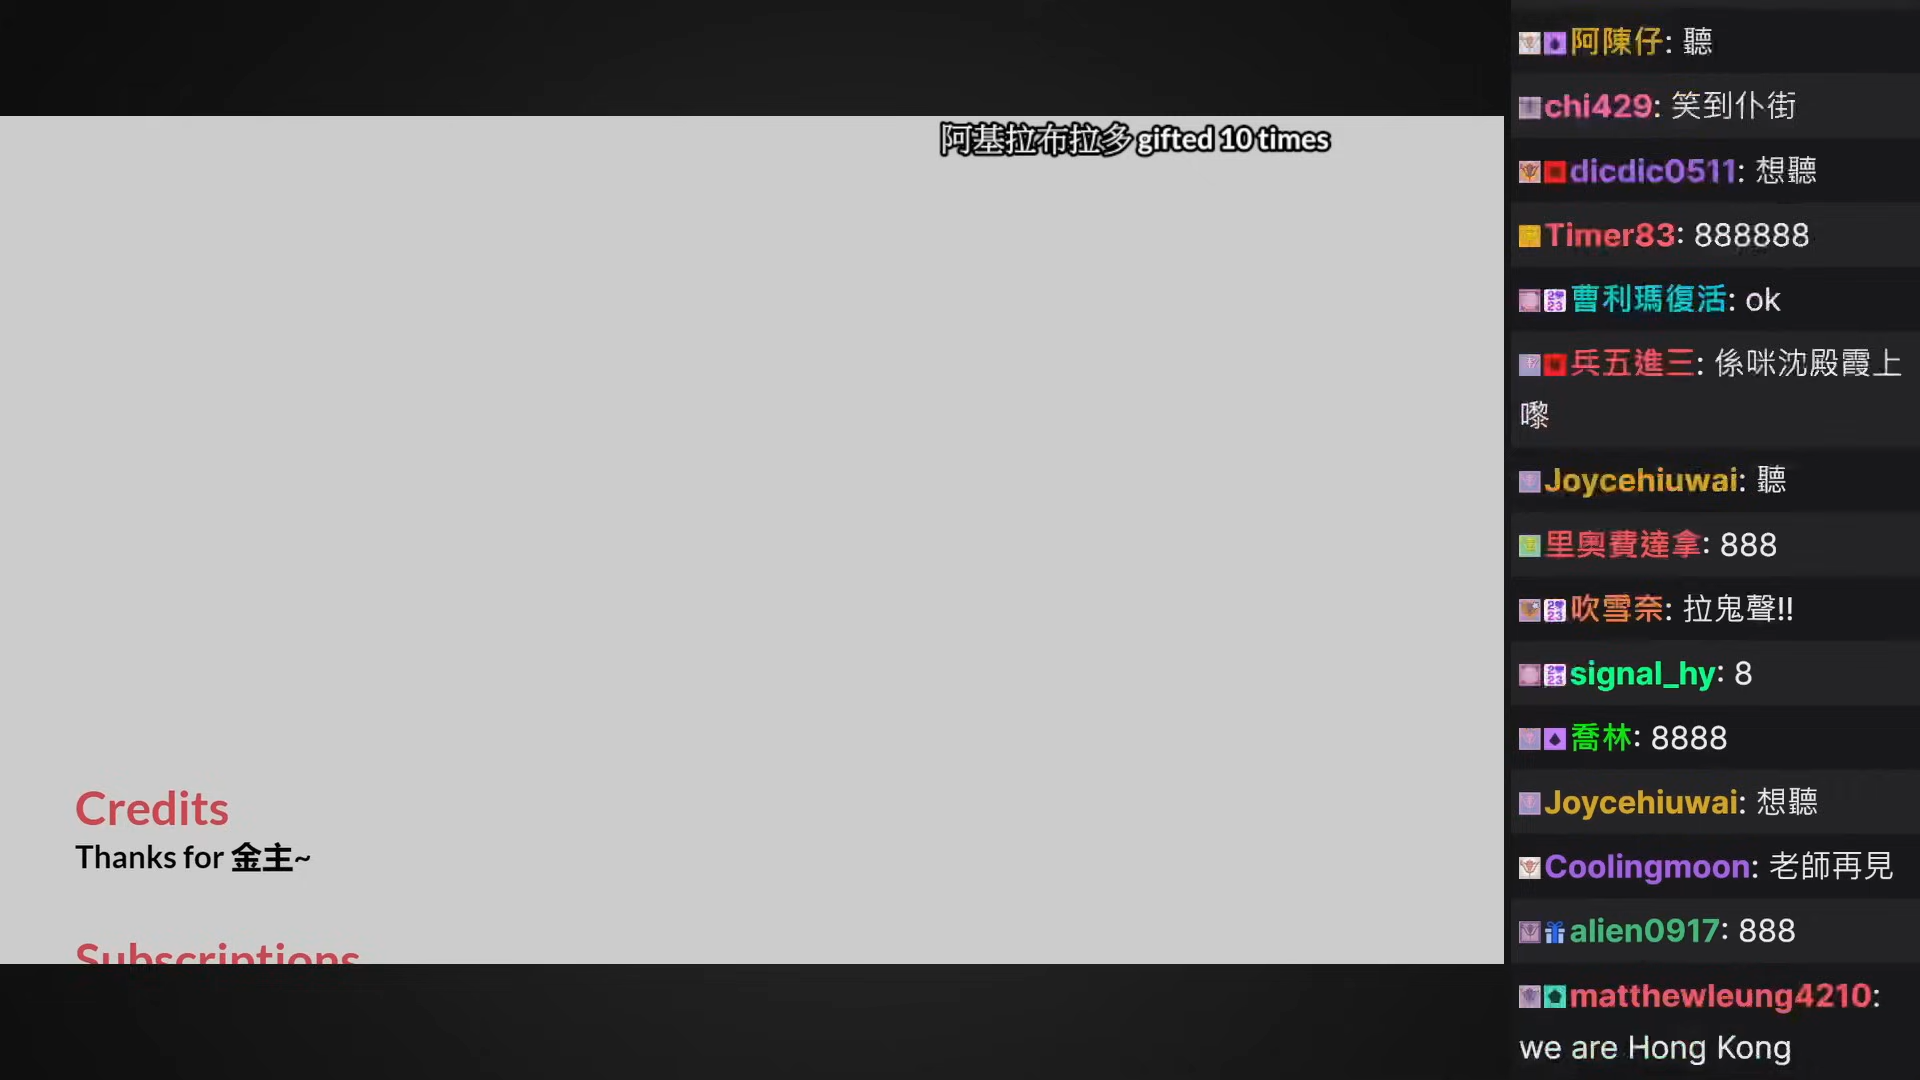 阿基拉布拉多 gifted 10 times
Credits
Thanks for 金主~
Subscriptions
阿陳仔: 聽
chi429: 笑到仆街
dicdic0511: 想聽
Timer83: 888888
曹利瑪復活: ok
兵五進三: 係咪沈殿霞上
嚟
Joycehiuwai: 聽
里奧費達拿: 888
吹雪奈: 拉鬼聲!!
signal_hy: 8
喬林: 8888
Joycehiuwai: 想聽
Coolingmoon: 老師再見
alien0917: 888
matthewleung4210:
we are Hong Kong